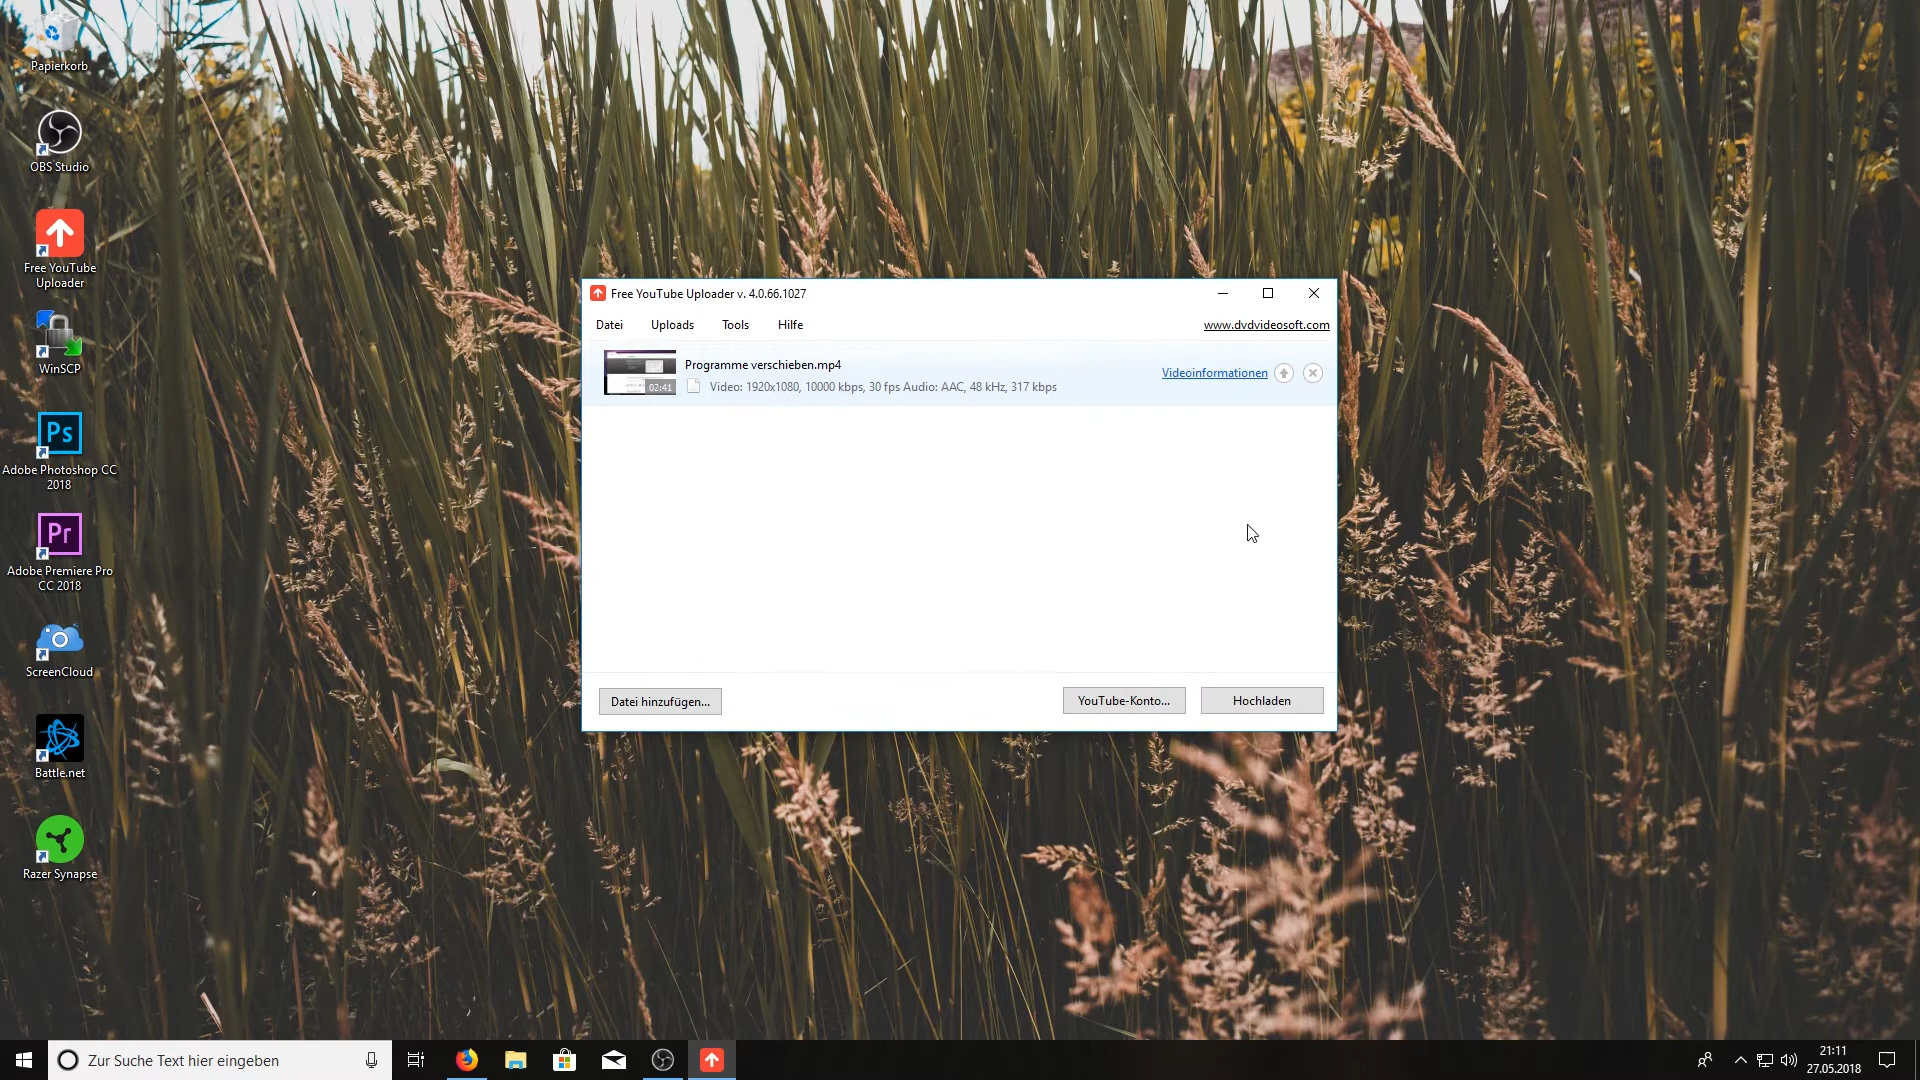 Papierkorb
OBS Studio
Free YouTube
Uploader
WinSCP
Ps
Adobe Photoshop CC
2018
Pr
Adobe Premiere Pro
CC 2018
ScreenCloud
Battle.net
Razer Synapse
Free YouTube Uploader v. 4.0.66.1027
Datei Uploads Tools Hilfe www.dvdvideosoft.com
Programme verschieben.mp4
02:41
Video: 1920x1080, 10000 kbps, 30 fps Audio: AAC, 48 kHz, 317 kbps
Videoinformationen
Datei hinzufügen... YouTube-Konto... Hochladen
Zur Suche Text hier eingeben
21:11
27.05.2018